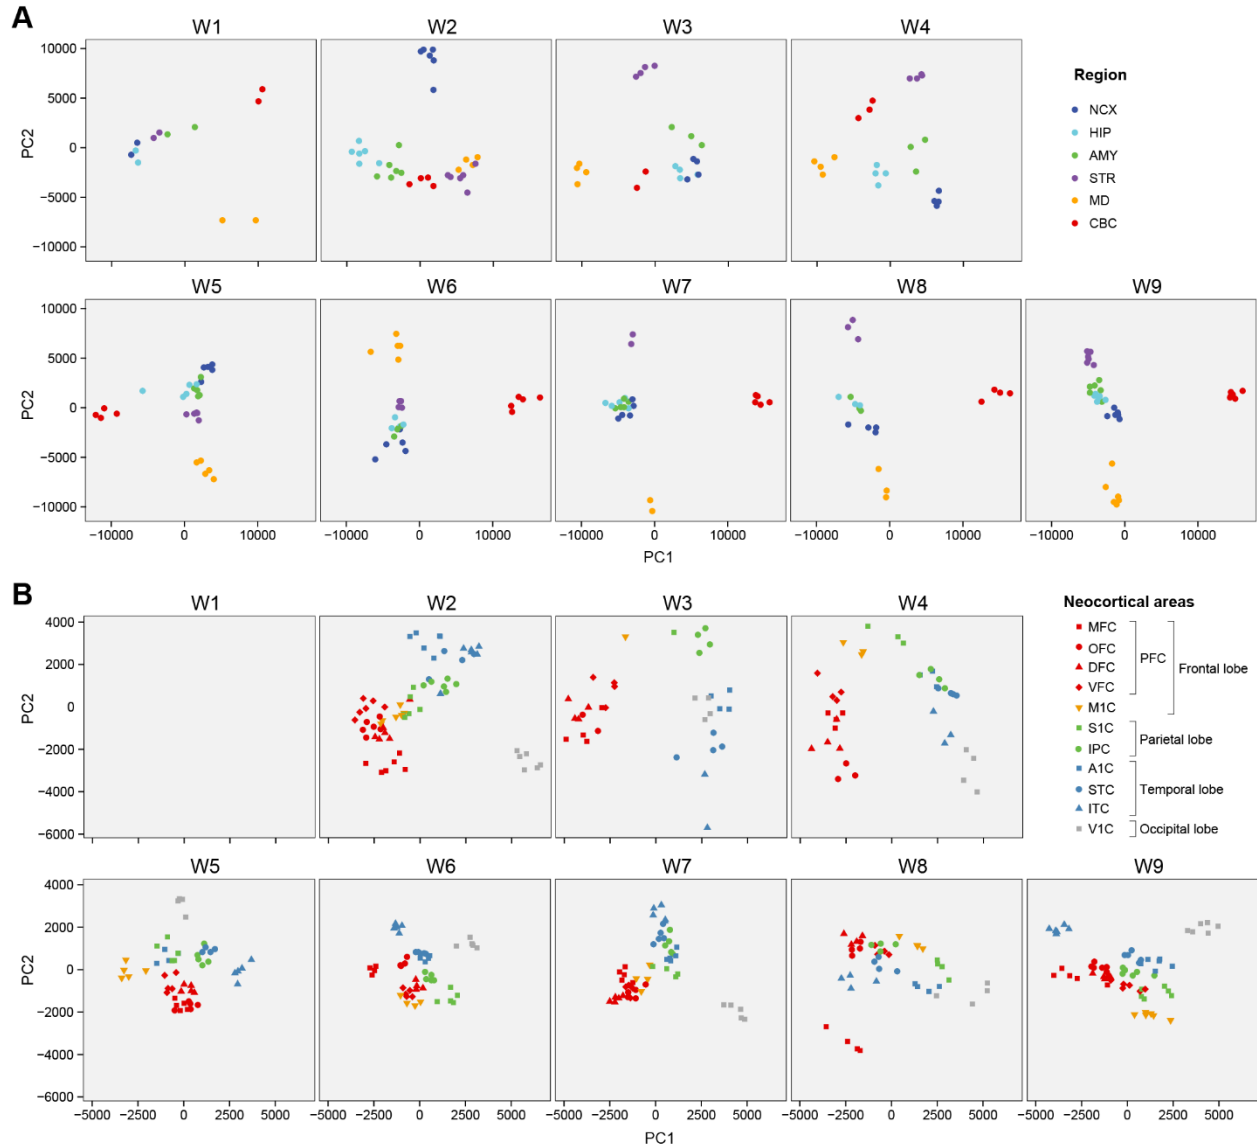 A
W1 W2 W3 W4
10000
5000
0
−5000
−10000
PC2
Region
NCX
HIP
AMY
STR
MD
CBC
W5 W6 W7 W8 W9
10000
5000
0
−5000
−10000
PC2
−10000 0 10000 −10000 0 10000 −10000 0 10000 −10000 0 10000 −10000 0 10000
PC1
B
W1 W2 W3 W4
4000
2000
0
−2000
−4000
−6000
PC2
Neocortical areas
MFC
OFC
DFC
VFC
M1C
S1C
IPC
A1C
STC
ITC
V1C
PFC
Frontal lobe
Parietal lobe
Temporal lobe
Occipital lobe
W5 W6 W7 W8 W9
4000
2000
0
−2000
−4000
−6000
PC2
−5000 −2500 0 2500 5000 −5000 −2500 0 2500 5000 −5000 −2500 0 2500 5000 −5000 −2500 0 2500 5000 −5000 −2500 0 2500 5000
PC1